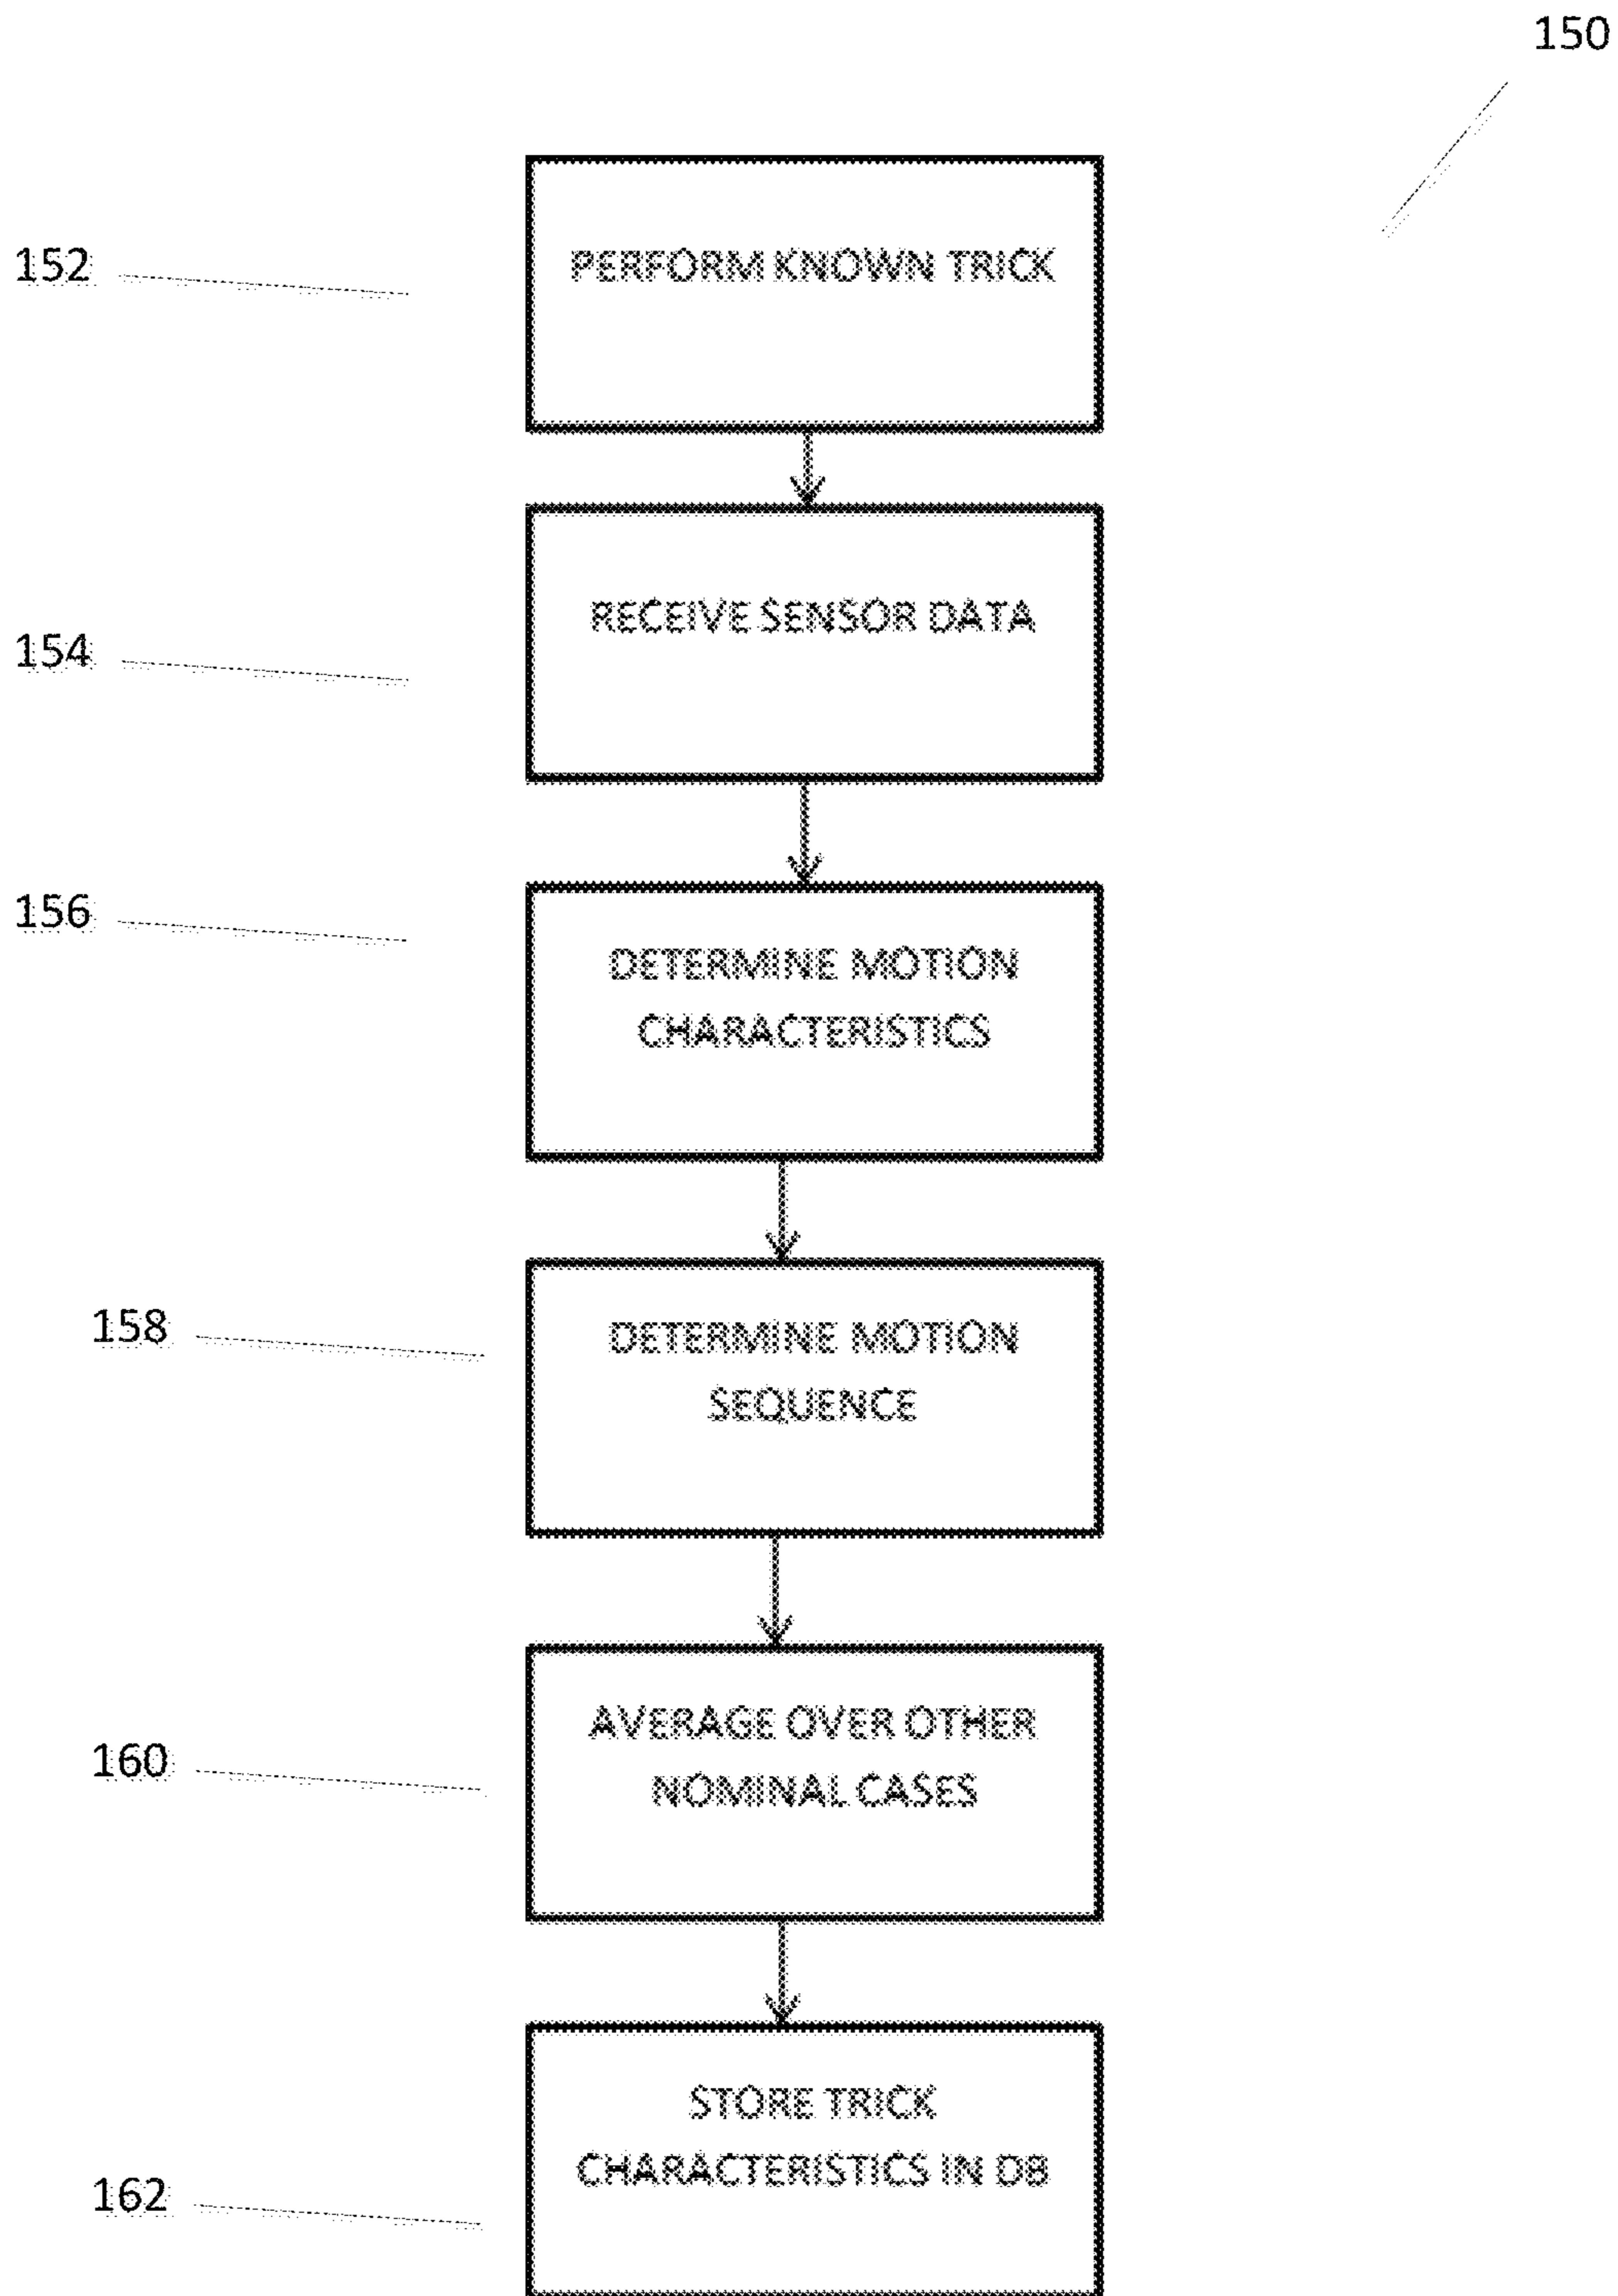 150
152
PERFORM KNOWN TRICK
154
RECEIVE SENSOR DATA
156
DETERMINE MOTION
CHARACTERISTICS
158
DETERMINE MOTION
SEQUENCE
160
AVERAGE OVER OTHER
NOMINAL CASES
162
STORE TRICK
CHARACTERISTICS IN DB